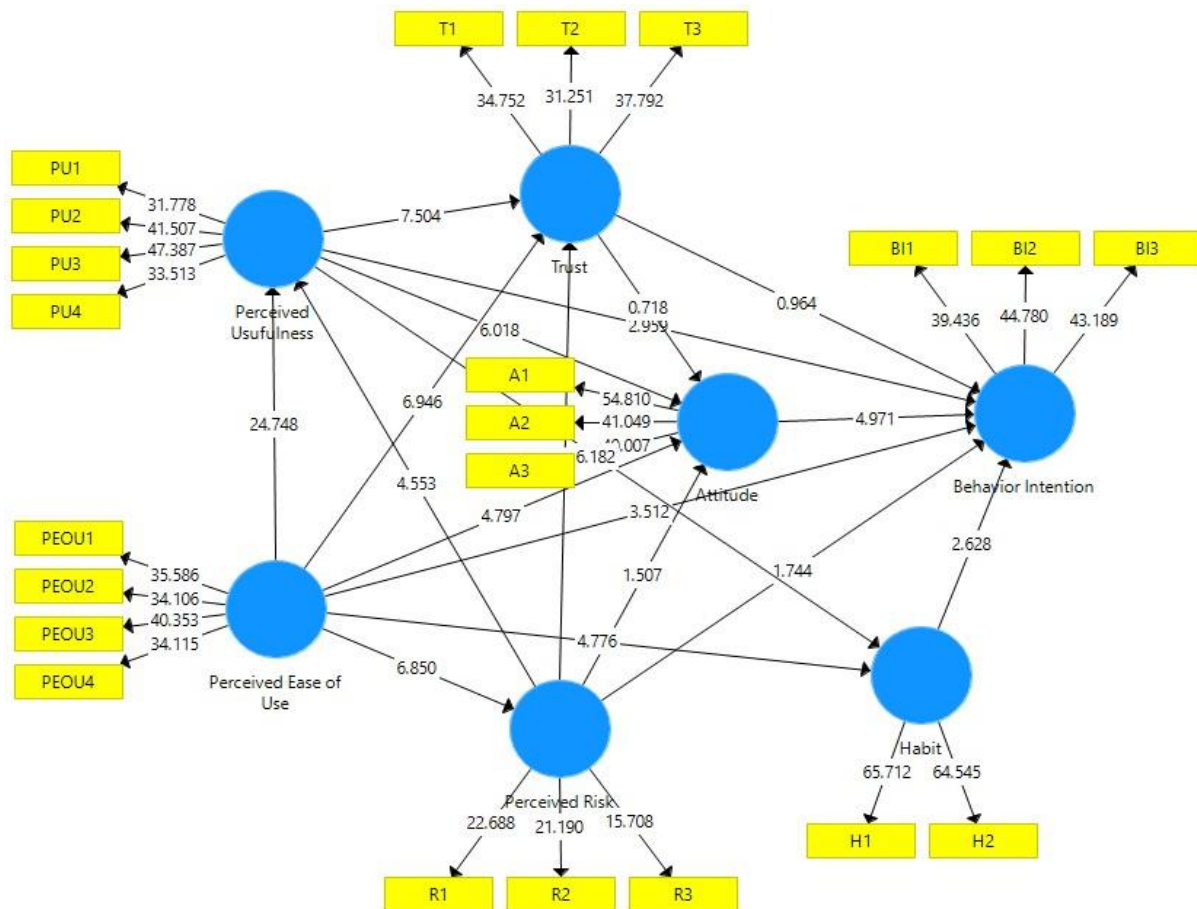 T1
T2
T3
34.752
31.251
37.792
PU1
PU2
PU3
PU4
31.778
41.507
47.387
33.513
Perceived
Usufulness
7.504
Trust
BI1
BI2
BI3
39.436
44.780
43.189
0.718
0.964
2.959
6.018
A1
A2
A3
54.810
41.049
40.007
6.946
6.182
4.971
Attitude
Behavior Intention
24.748
4.553
4.797
3.512
2.628
1.507
1.744
PEOU1
PEOU2
PEOU3
PEOU4
35.586
34.106
40.353
34.115
Perceived Ease of
Use
4.776
6.850
Habit
65.712
64.545
Perceived Risk
22.688
21.190
15.708
H1
H2
R1
R2
R3